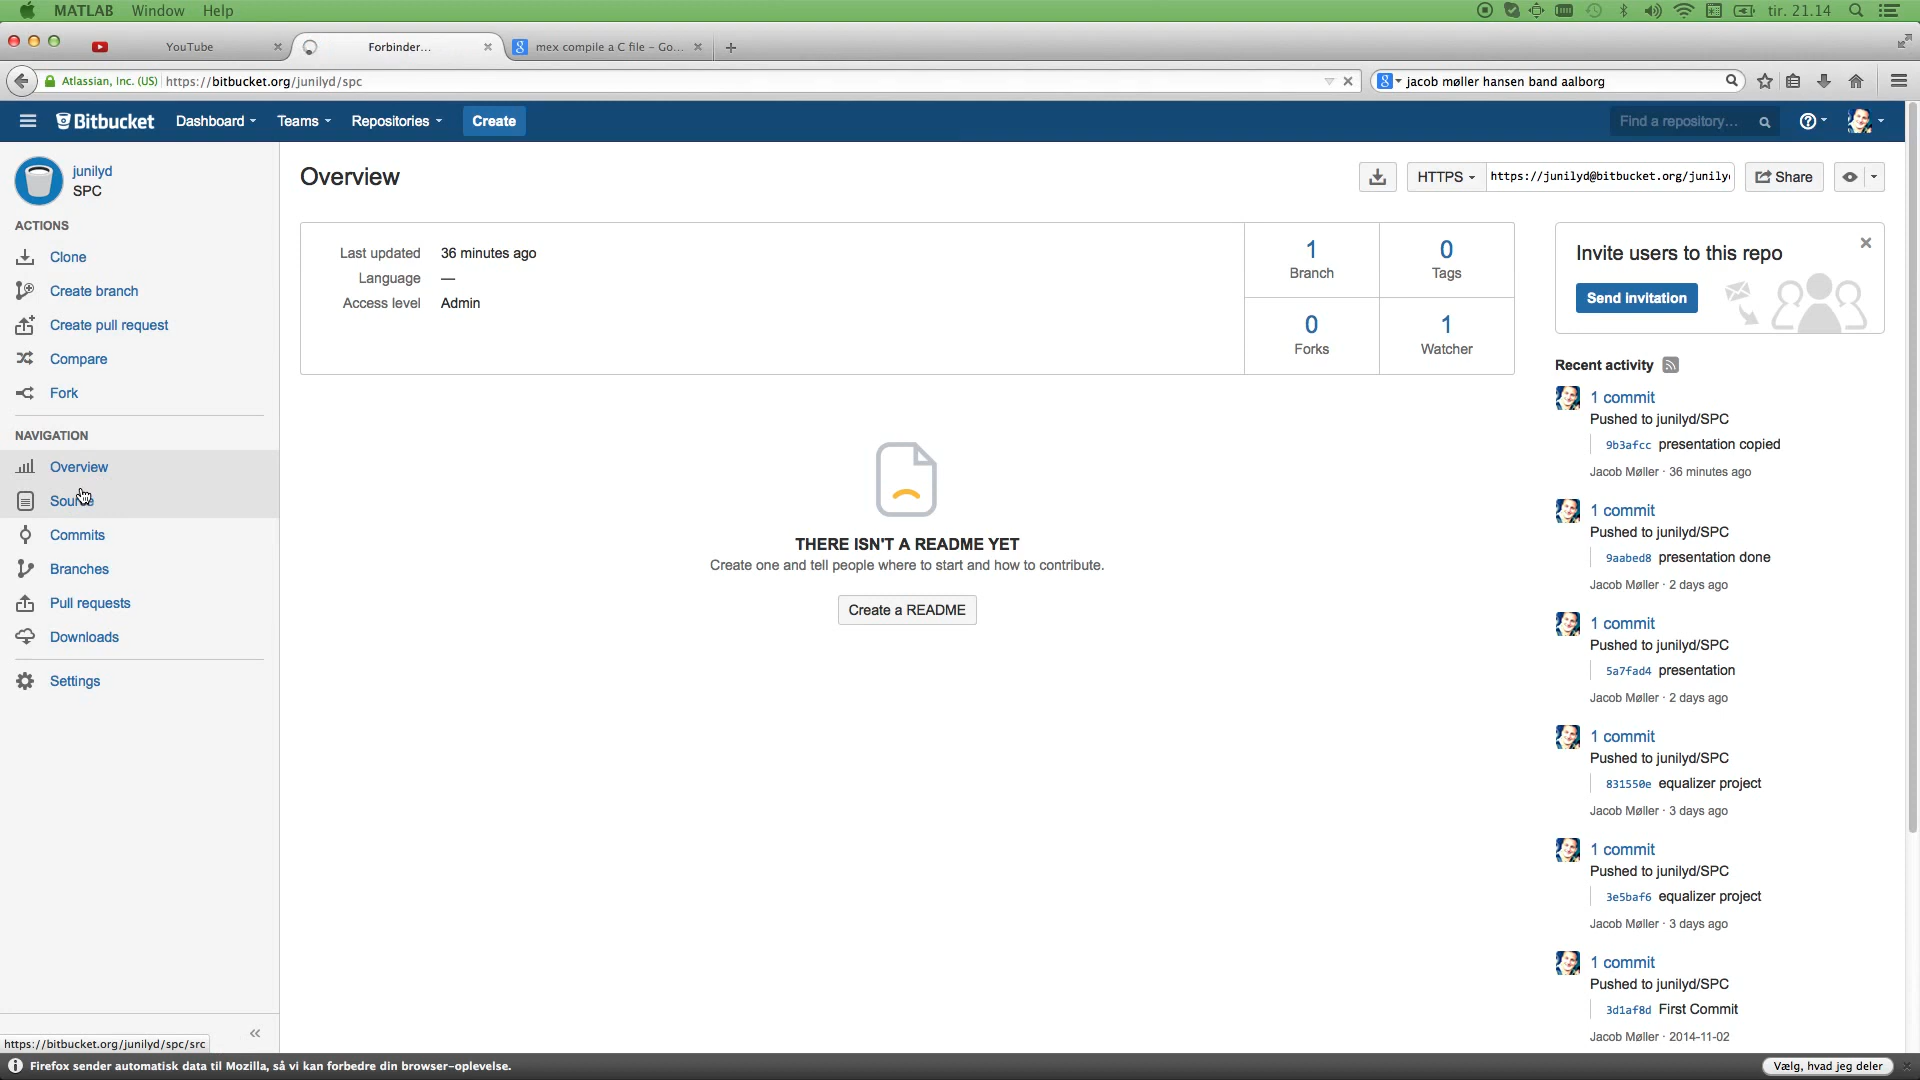 MATLAB Window Help tir. 21.14
YouTube Forbinder... mex compile a C file – Go...
Atlassian, Inc. (US) https://bitbucket.org/junilyd/spc jacob møller hansen band aalborg
Bitbucket Dashboard Teams Repositories Create Find a repository...
junilyd
SPC
ACTIONS
Clone
Create branch
Create pull request
Compare
Fork
NAVIGATION
Overview
Source
Commits
Branches
Pull requests
Downloads
Settings
https://bitbucket.org/junilyd/spc/src
Overview
HTTPS https://junilyd@bitbucket.org/junily Share
Last updated 36 minutes ago
Language —
Access level Admin
1
Branch
0
Tags
0
Forks
1
Watcher
THERE ISN'T A README YET
Create one and tell people where to start and how to contribute.
Create a README
Invite users to this repo
Send invitation
Recent activity
1 commit
Pushed to junilyd/SPC
9b3afcc presentation copied
Jacob Møller · 36 minutes ago
1 commit
Pushed to junilyd/SPC
9aabed8 presentation done
Jacob Møller · 2 days ago
1 commit
Pushed to junilyd/SPC
5a7fad4 presentation
Jacob Møller · 2 days ago
1 commit
Pushed to junilyd/SPC
831550e equalizer project
Jacob Møller · 3 days ago
1 commit
Pushed to junilyd/SPC
3e5baf6 equalizer project
Jacob Møller · 3 days ago
1 commit
Pushed to junilyd/SPC
3d1af8d First Commit
Jacob Møller · 2014-11-02
Firefox sender automatisk data til Mozilla, så vi kan forbedre din browser-oplevelse. Vælg, hvad jeg deler